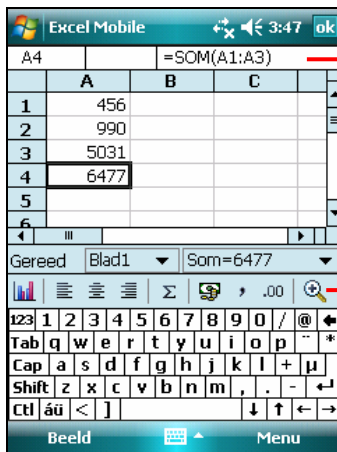 Excel Mobile 3:47 ok
A4 =SOM(A1:A3)
A B C
1 456
2 990
3 5031
4 6477
5
6
Gereed Blad1 Som=6477
Σ , .00
123 1 2 3 4 5 6 7 8 9 0 / @
Tab q w e r t y u i o p ¨ *
Cap a s d f g h j k l + µ
Shift z x c v b n m , . -
Ctl áü < ]
Beeld Menu